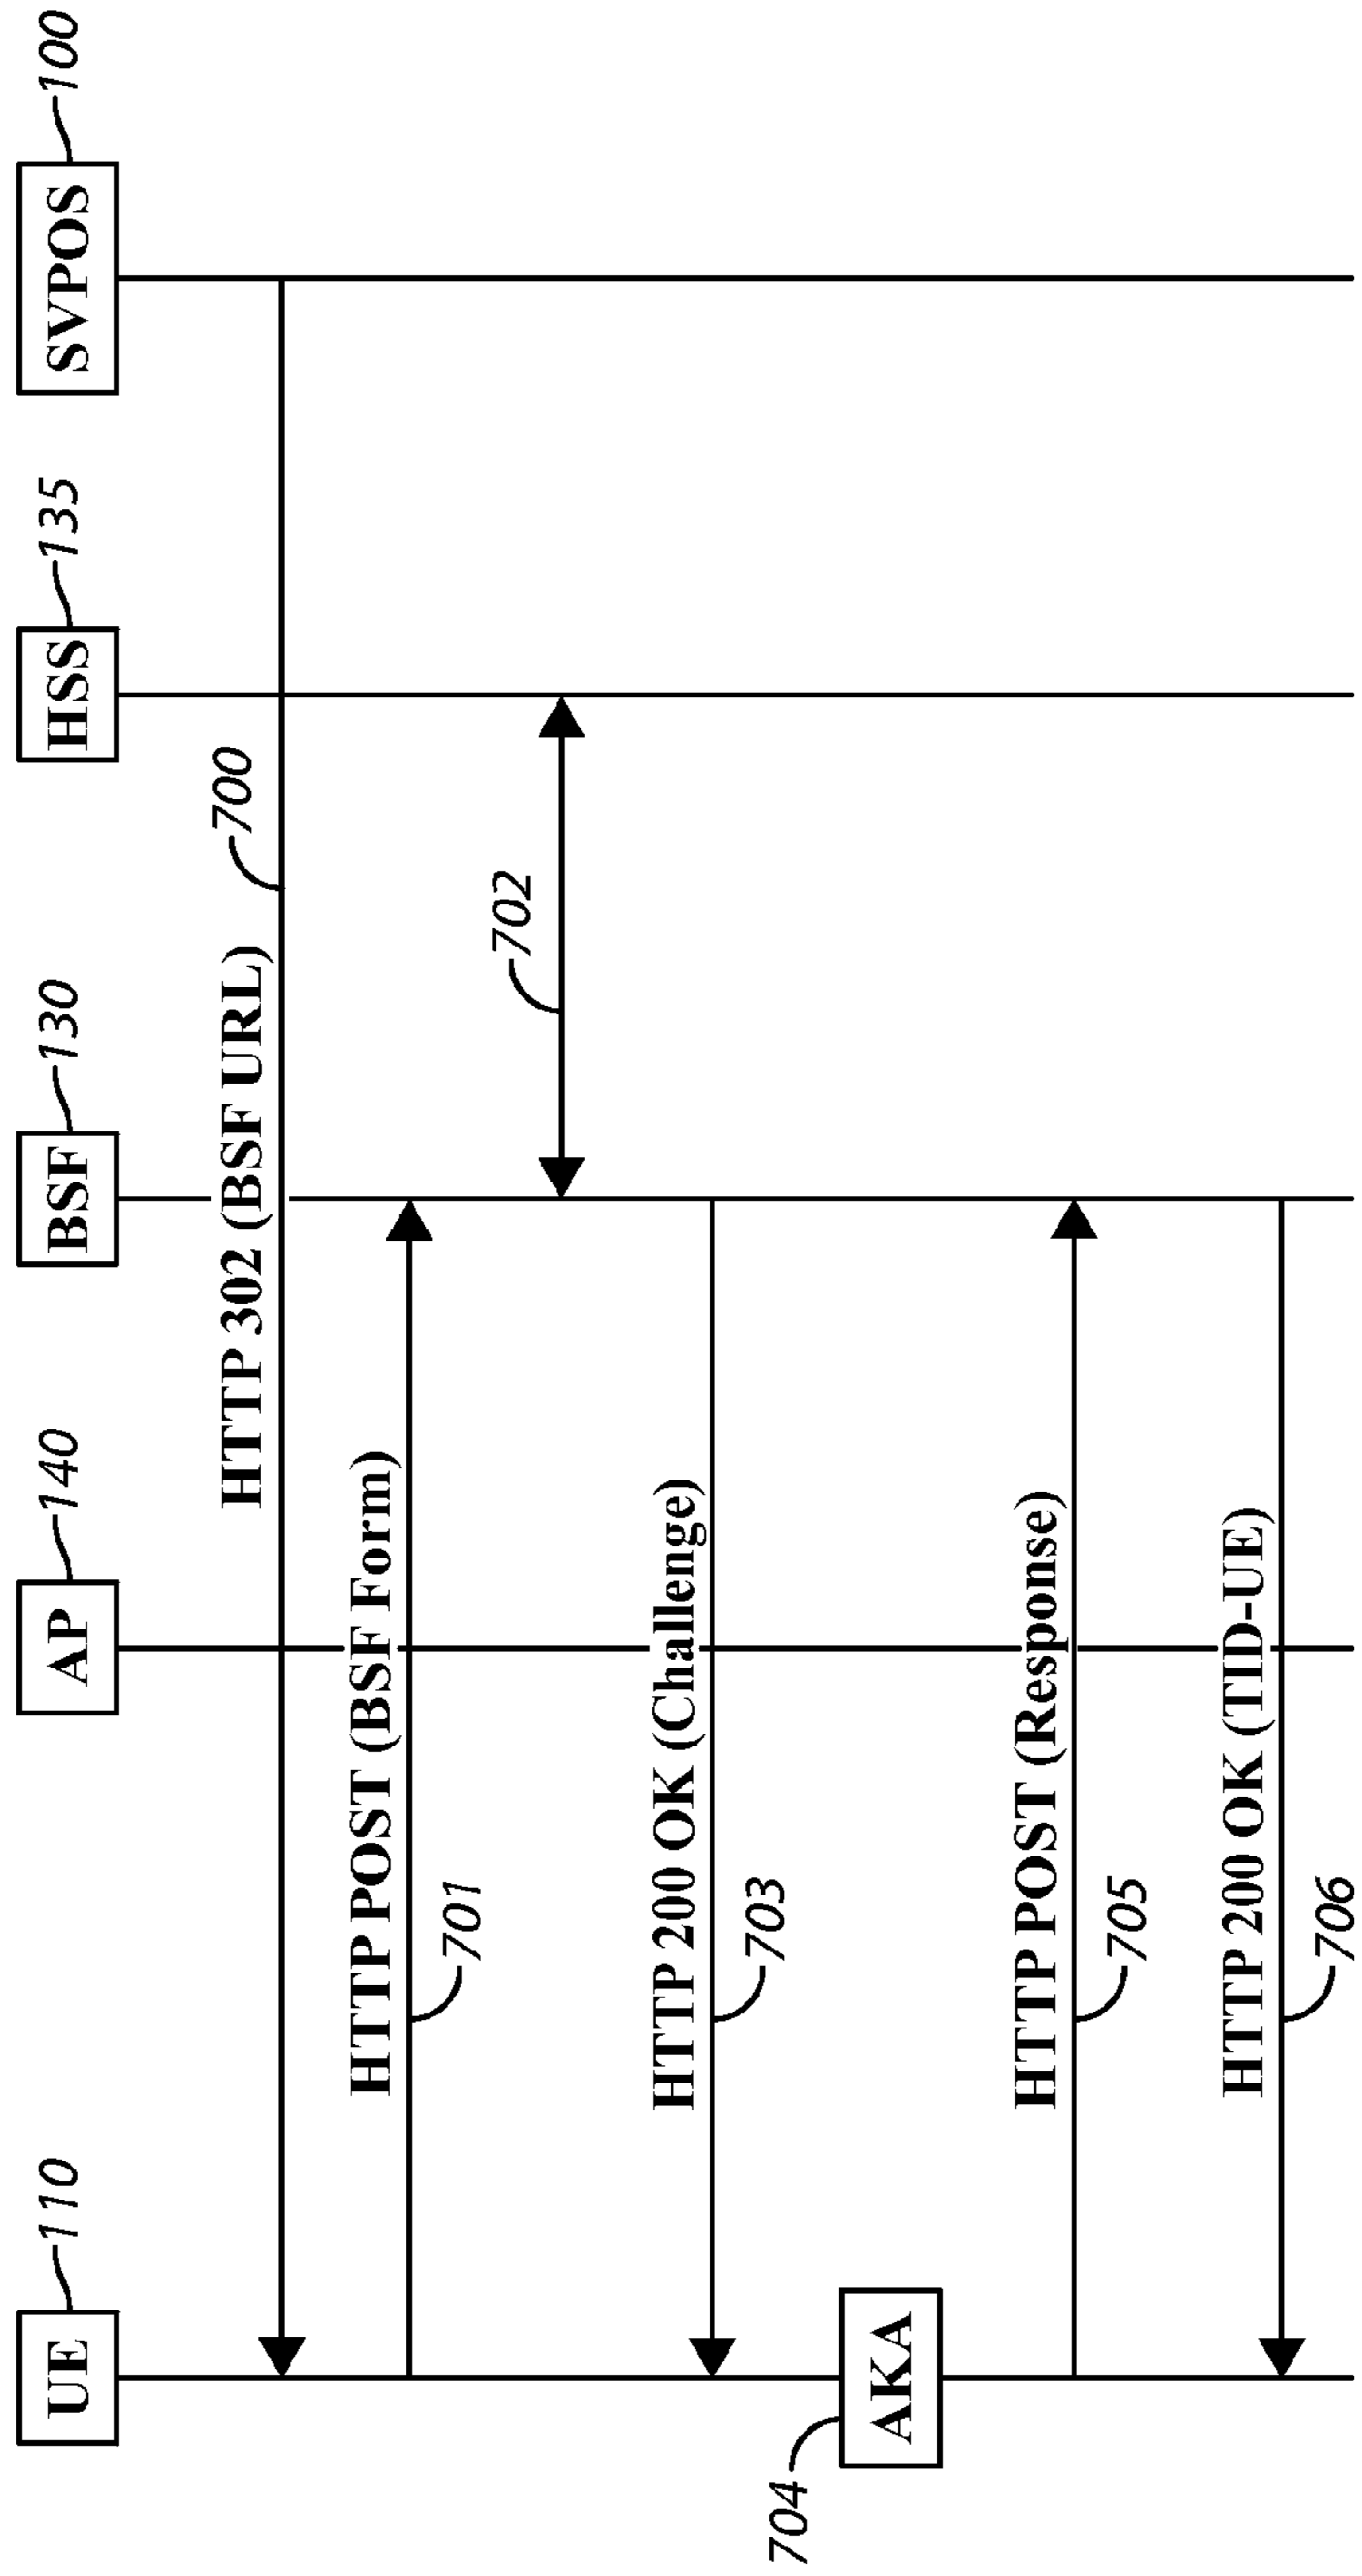 UE
110
AP
140
BSF
130
HSS
135
SVPOS
100
HTTP 302 (BSF URL)
700
HTTP POST (BSF Form)
701
702
HTTP 200 OK (Challenge)
703
704
AKA
HTTP POST (Response)
705
HTTP 200 OK (TID-UE)
706